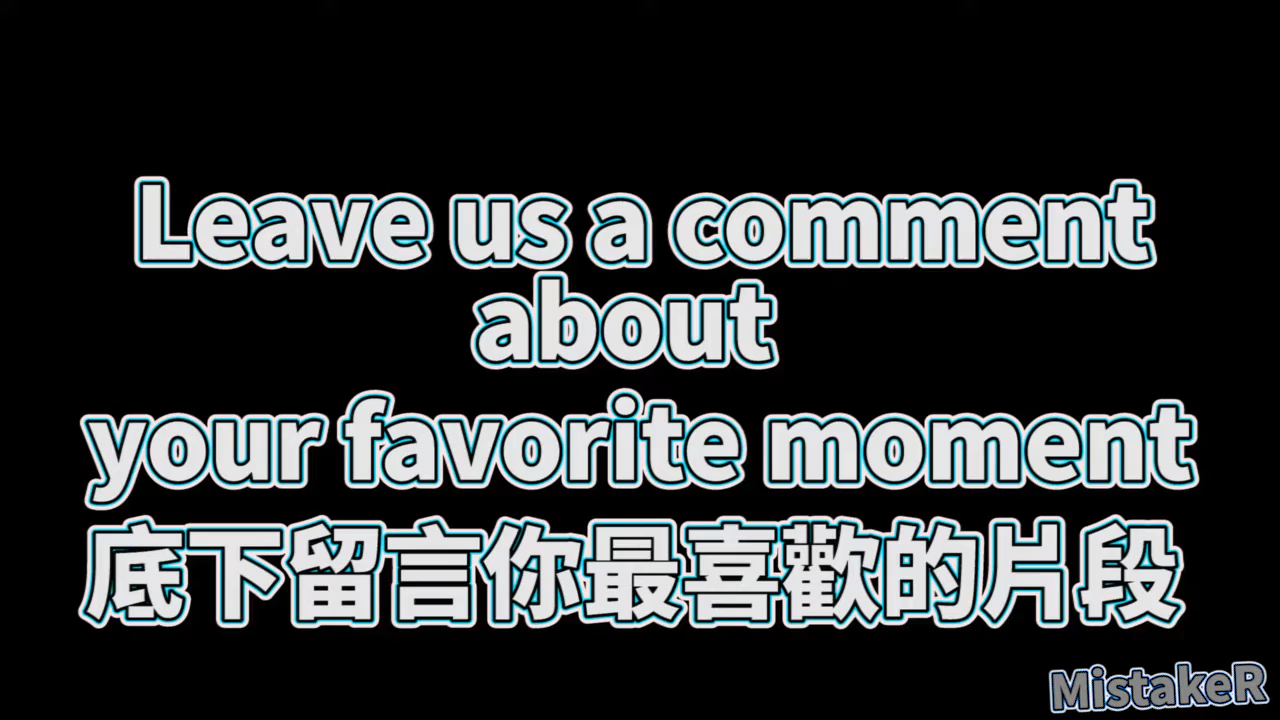 Leave us a comment
about
your favorite moment
底下留言你最喜歡的片段
MistakeR